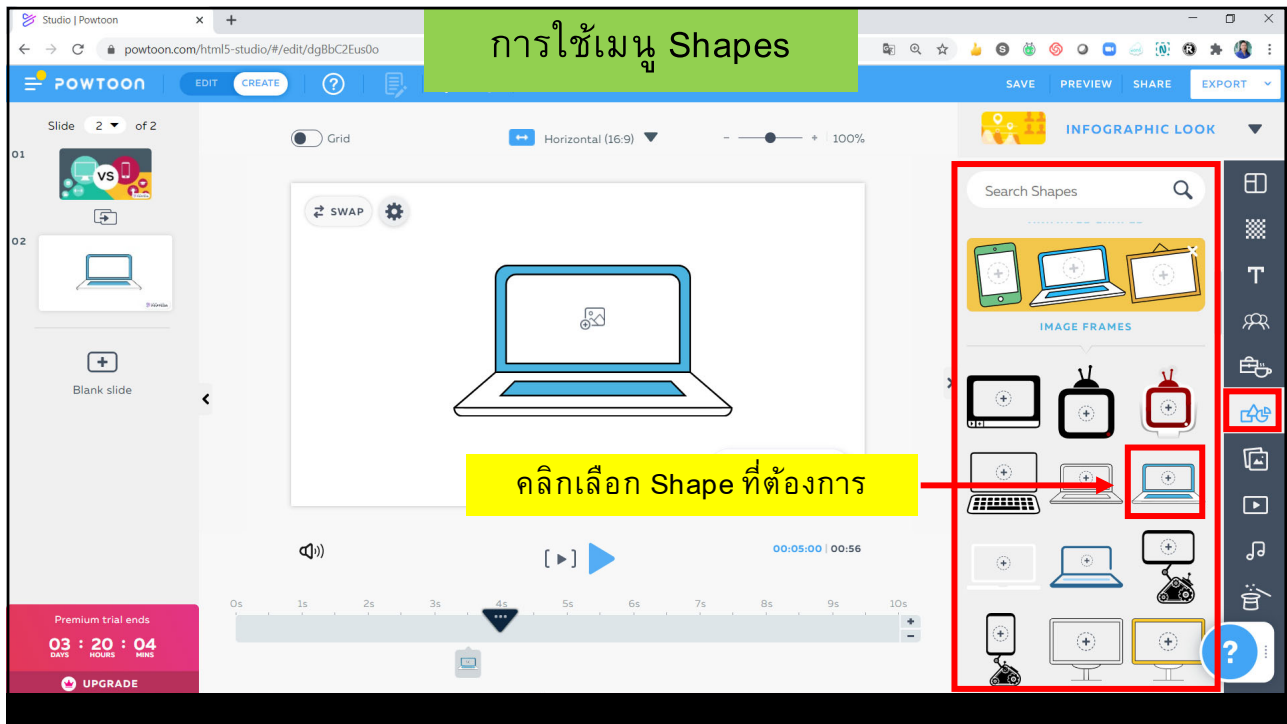 Studio | Powtoon
การใช้เมนู Shapes
powtoon.com/html5-studio/#/edit/dgBbC2Eus0o
POWTOON
EDIT CREATE
SAVE PREVIEW SHARE EXPORT
Slide 2 of 2
Grid
Horizontal (16:9)
- + 100%
INFOGRAPHIC LOOK
01
VS
Search Shapes
SWAP
02
IMAGE FRAMES
Blank slide
คลิกเลือก Shape ที่ต้องการ
00:05:00 | 00:56
0s 1s 2s 3s 4s 5s 6s 7s 8s 9s 10s
Premium trial ends
03 : 20 : 04
DAYS HOURS MINS
UPGRADE
?